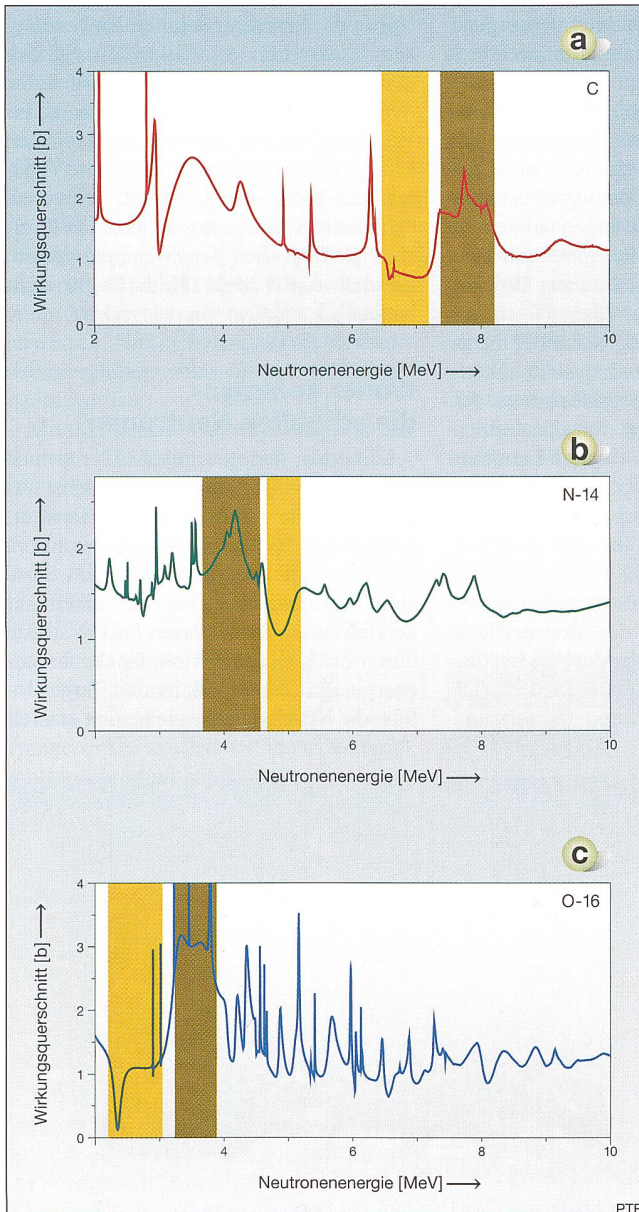 a
C
Wirkungsquerschnitt [b] ⟶
4
3
2
1
0
2
4
6
8
10
Neutronenenergie [MeV] ⟶
b
N-14
Wirkungsquerschnitt [b] ⟶
2
1
0
4
6
8
10
Neutronenenergie [MeV] ⟶
c
O-16
Wirkungsquerschnitt [b] ⟶
4
3
2
1
0
4
6
8
10
Neutronenenergie [MeV] ⟶